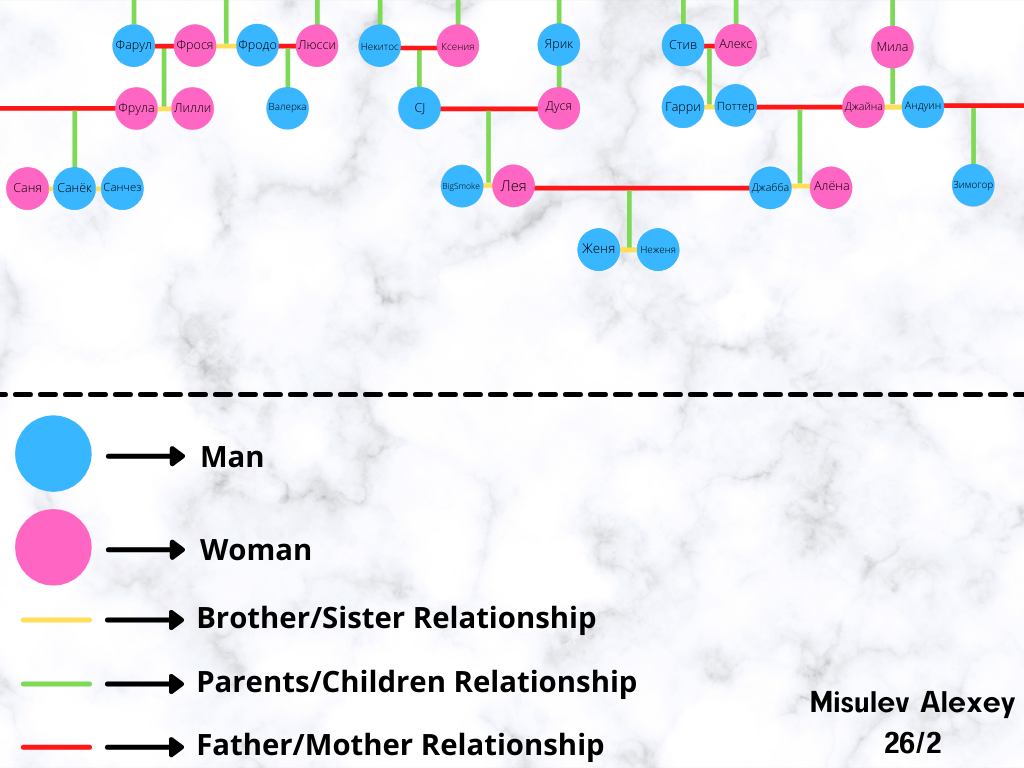 Фарул Фрося Фродо Люсси Некитос Ксения Ярик Стив Алекс Мила
Фрула Лилли Валерка CJ Дуся Гарри Поттер Джайна Андуин
Саня Санёк Санчез BigSmoke Лея Джабба Алёна Зимогор
Женя Неженя
Man
Woman
Brother/Sister Relationship
Parents/Children Relationship
Father/Mother Relationship
Misulev Alexey
26/2